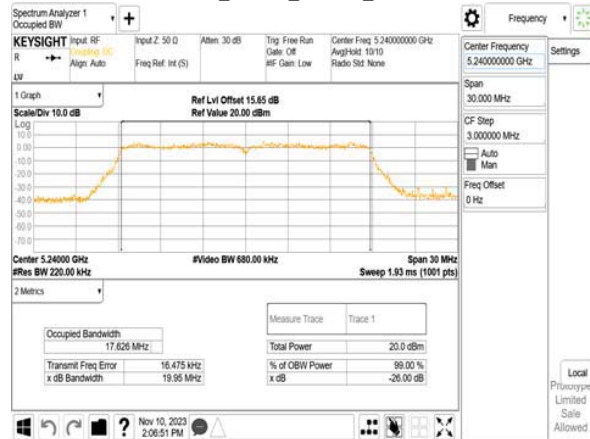 Spectrum Analyzer 1
Occupied BW
+
Frequency
KEYSIGHT
R
Input: RF
Coupling: DC
Align: Auto
Input Z: 50 Ω
Freq Ref: Int (S)
Atten: 30 dB
Trig: Free Run
Gate: Off
#IF Gain: Low
Center Freq: 5.240000000 GHz
Avg|Hold: 10/10
Radio Std: None
Center Frequency
5.240000000 GHz
Settings
Span
30.000 MHz
CF Step
3.000000 MHz
Auto
Man
Freq Offset
0 Hz
1 Graph
Scale/Div 10.0 dB
Ref Lvl Offset 15.65 dB
Ref Value 20.00 dBm
Log
10.0
0.00
-10.0
-20.0
-30.0
-40.0
-50.0
-60.0
-70.0
Center 5.24000 GHz
#Res BW 220.00 kHz
#Video BW 680.00 kHz
Span 30 MHz
Sweep 1.93 ms (1001 pts)
2 Metrics
Measure Trace Trace 1
Occupied Bandwidth
17.626 MHz
Total Power 20.0 dBm
Transmit Freq Error 16.475 kHz
% of OBW Power 99.00 %
x dB Bandwidth 19.95 MHz
x dB -26.00 dB
Local
Prototype
Limited
Sale
Allowed
?
Nov 10, 2023
2:06:51 PM